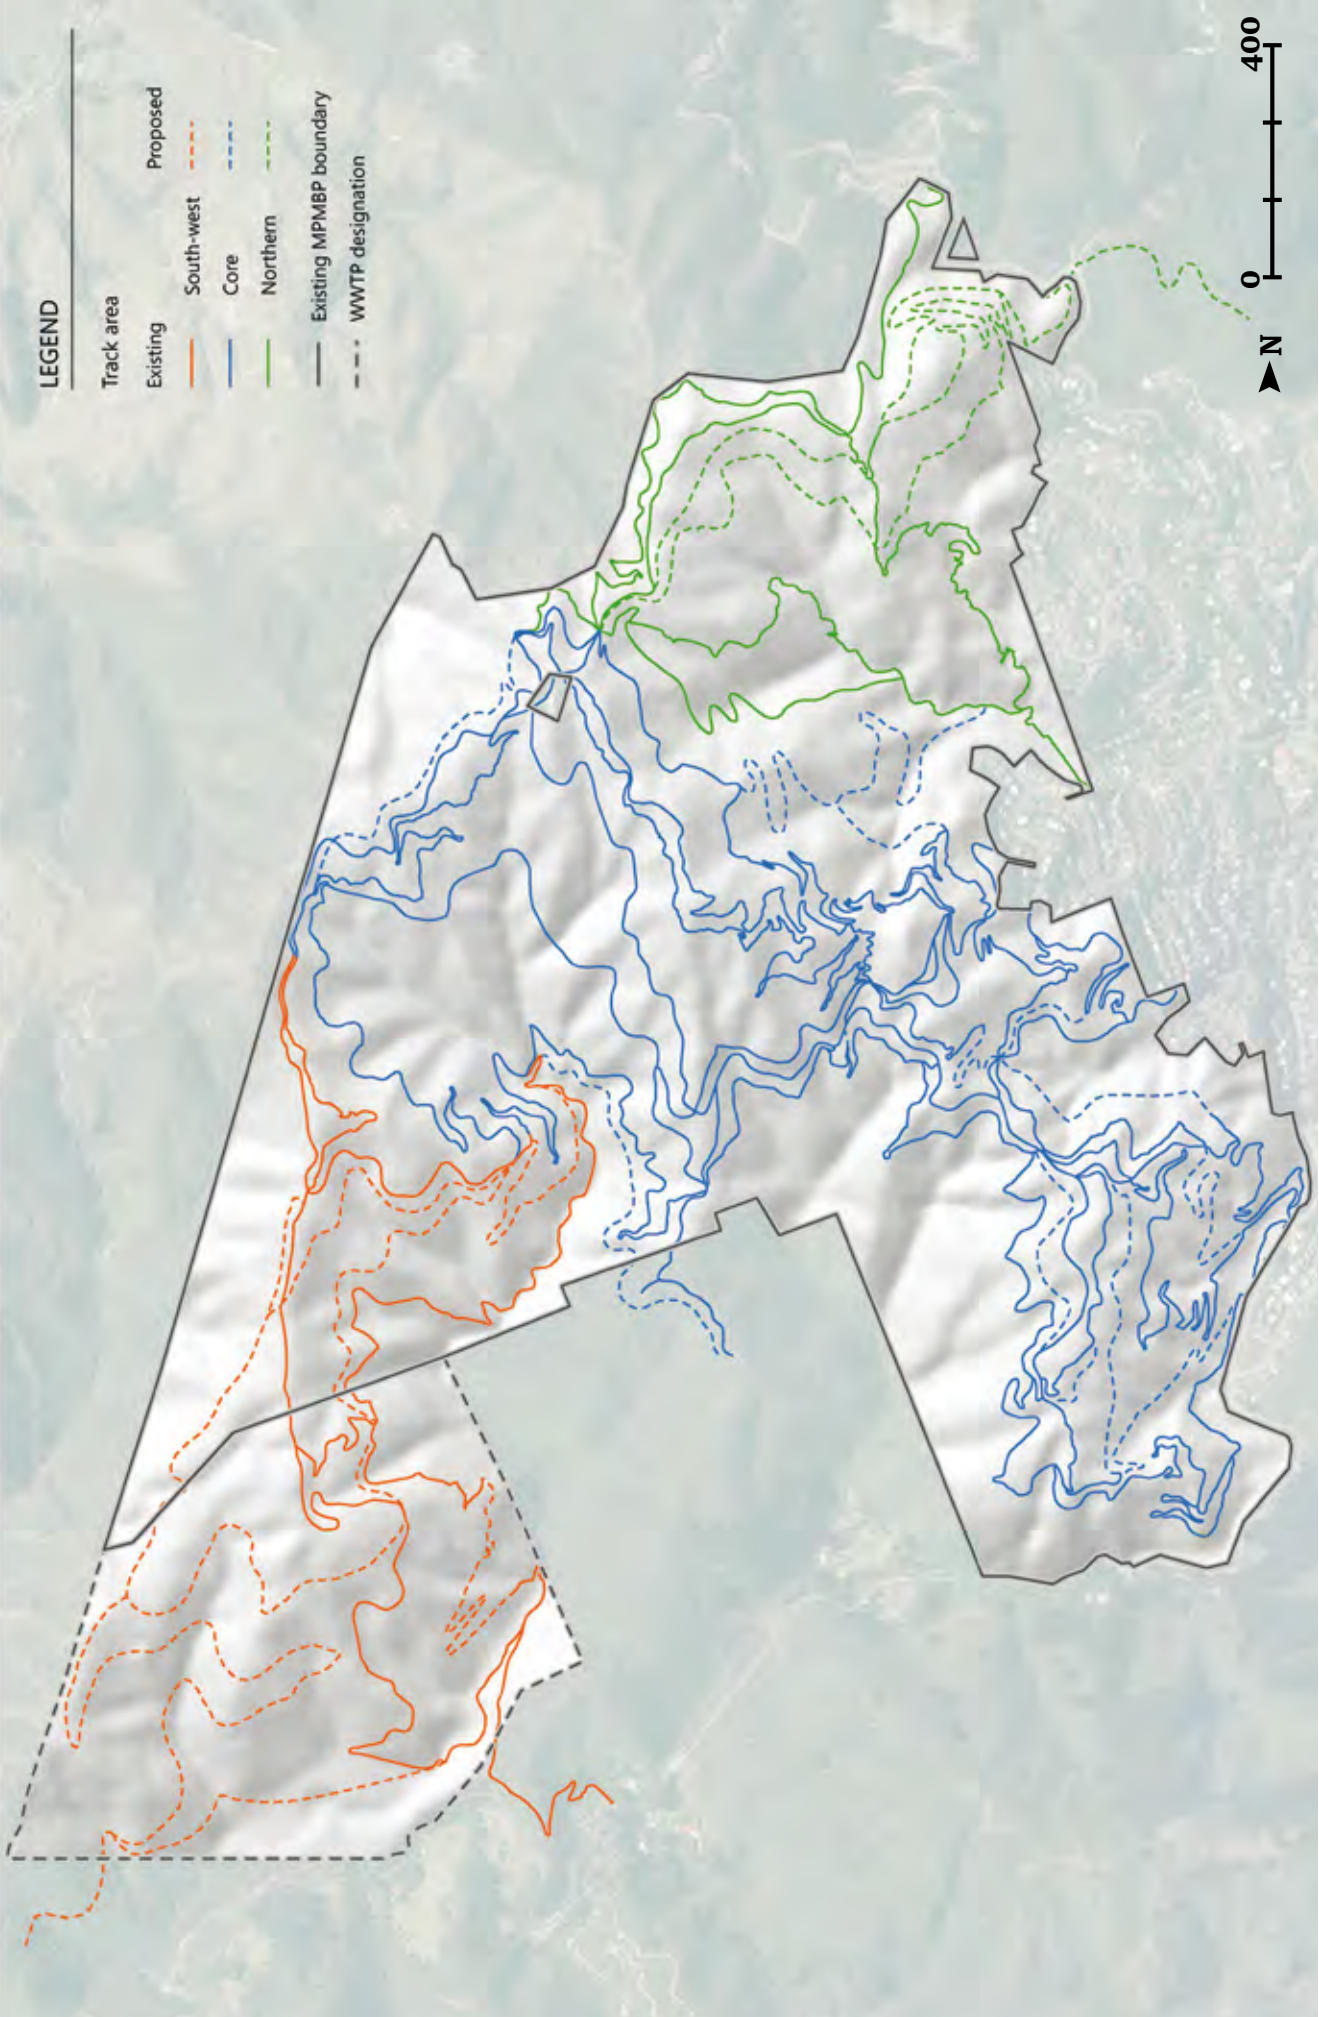 LEGEND
Track area
Existing Proposed
South-west
Core
Northern
Existing MPMBP boundary
WWTP designation
N 0 400